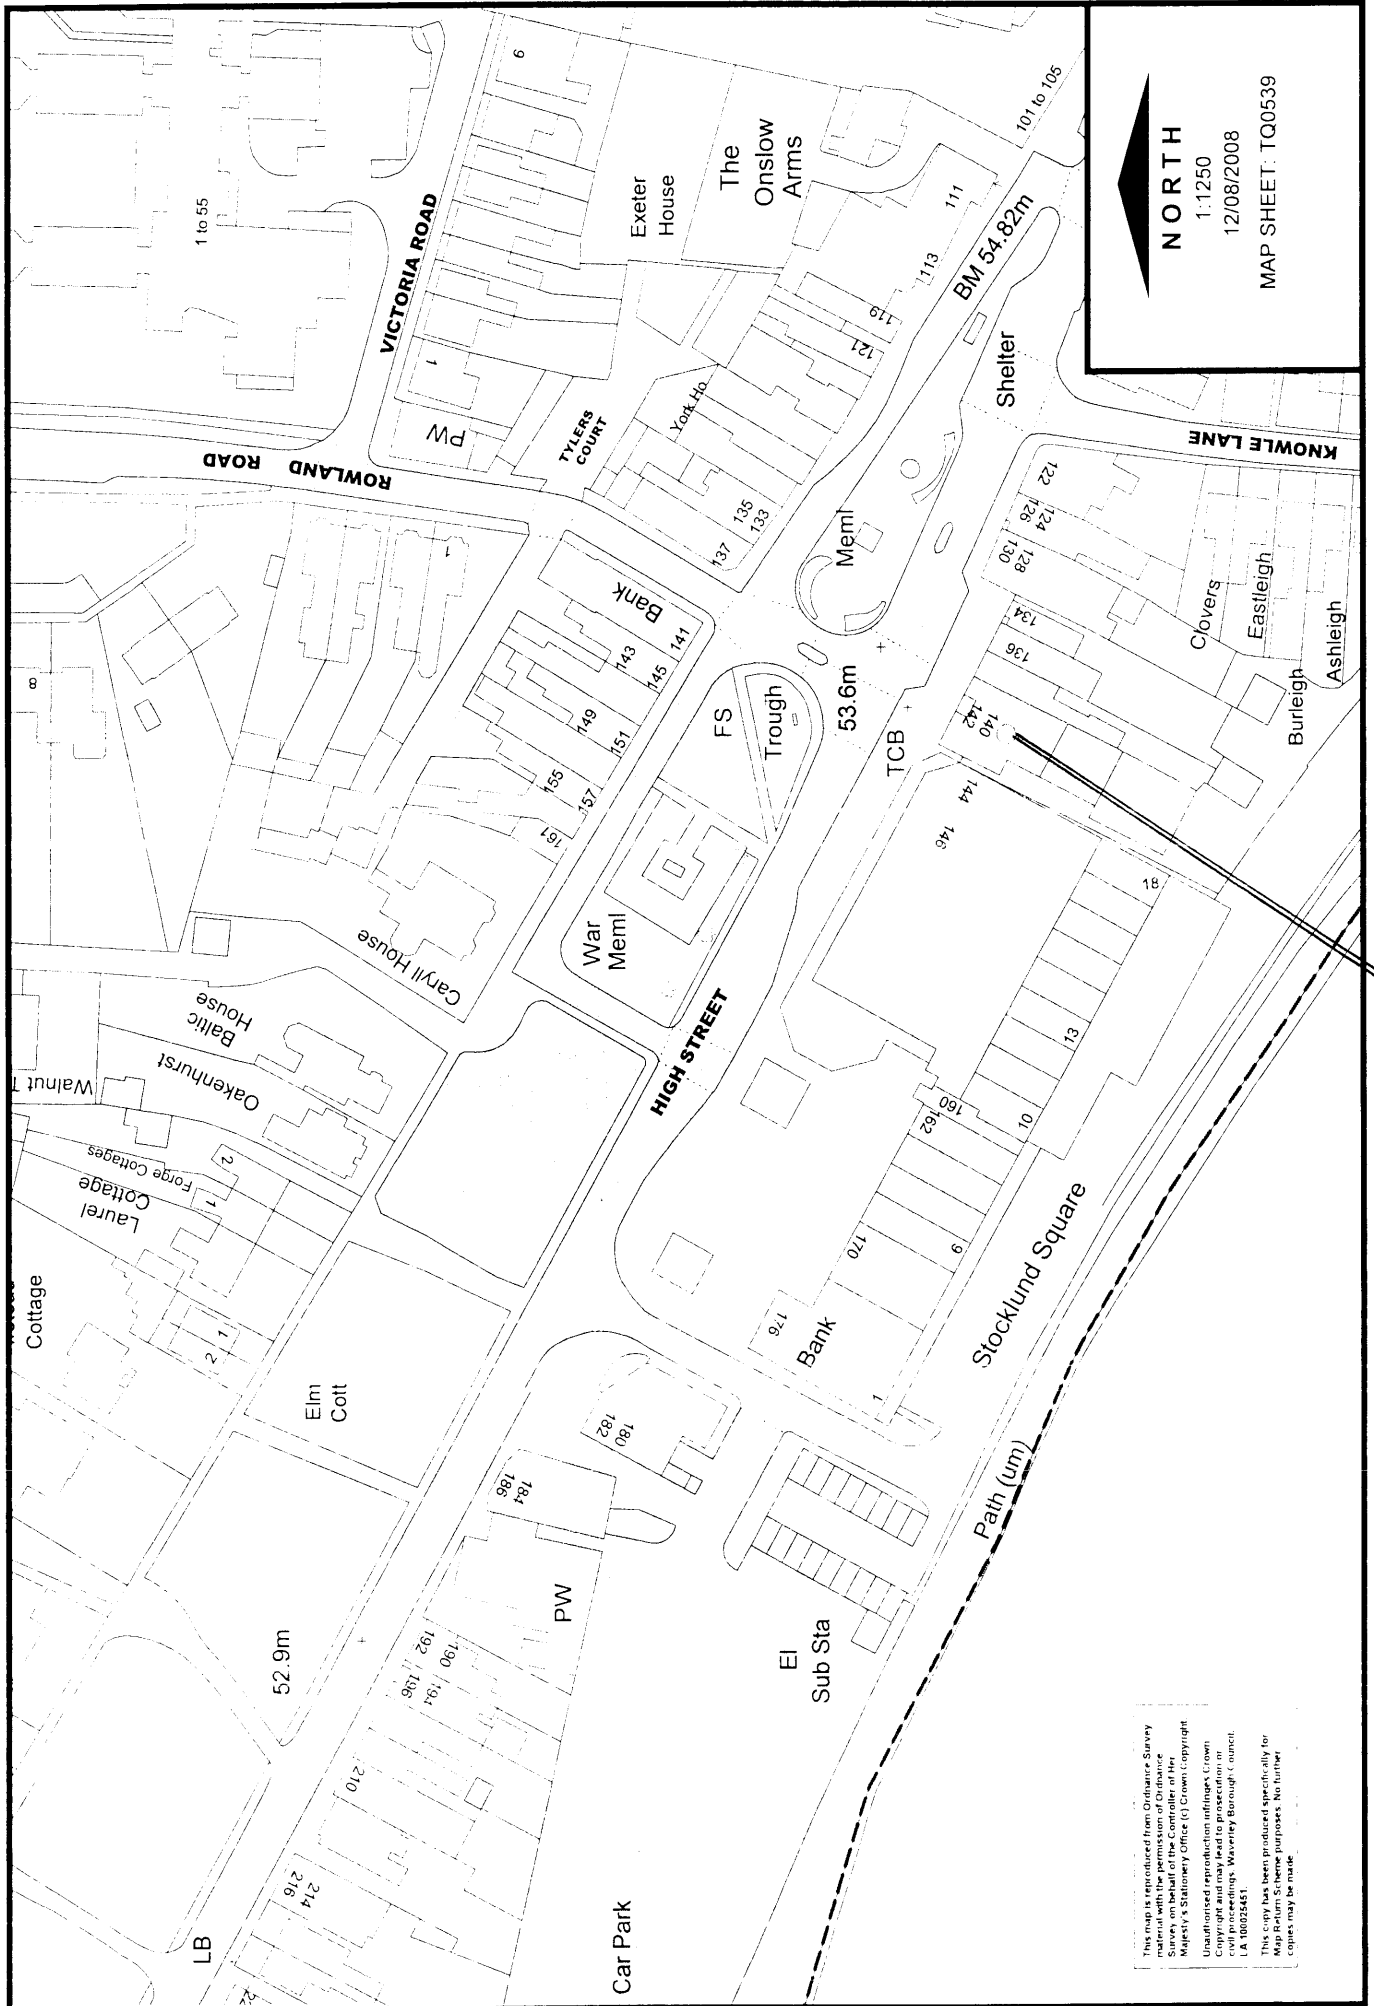 NORTH
1:1250
12/08/2008
MAP SHEET: TQ0539
1 to 55
VICTORIA ROAD
9
Exeter
House
The
Onslow
Arms
101 to 105
111
113
BM 54.82m
119
121
Shelter
KNOWLE LANE
ROWLAND ROAD
1
PW
TYLERS
COURT
York Ho
135
133
137
Meml
122
126
124
130
128
Clovers
Eastleigh
Ashleigh
Burleigh
134
136
142
140
144
146
TCB
53.6m
Trough
FS
Bank
141
143
145
149
151
155
157
161
1
8
War
Meml
Caryll House
Baltic
House
Oakenhurst
Forge Cottages
2
1
Laurel
Cottage
Cottage
1
2
Elm
Cott
HIGH STREET
18
13
10
160
162
170
9
176
Bank
1
Stocklund Square
Path (um)
180
182
184
186
PW
190
192
194
196
210
214
216
52.9m
LB
El
Sub Sta
Car Park
This map is reproduced from Ordnance Survey
material with the permission of Ordnance
Survey on behalf of the Controller of Her
Majesty's Stationery Office (c) Crown Copyright
Unauthorised reproduction infringes Crown
Copyright and may lead to prosecution or
civil proceedings. Waverley Borough Council.
LA 100025451.
This copy has been produced specifically for
Map Return Scheme purposes. No further
copies may be made